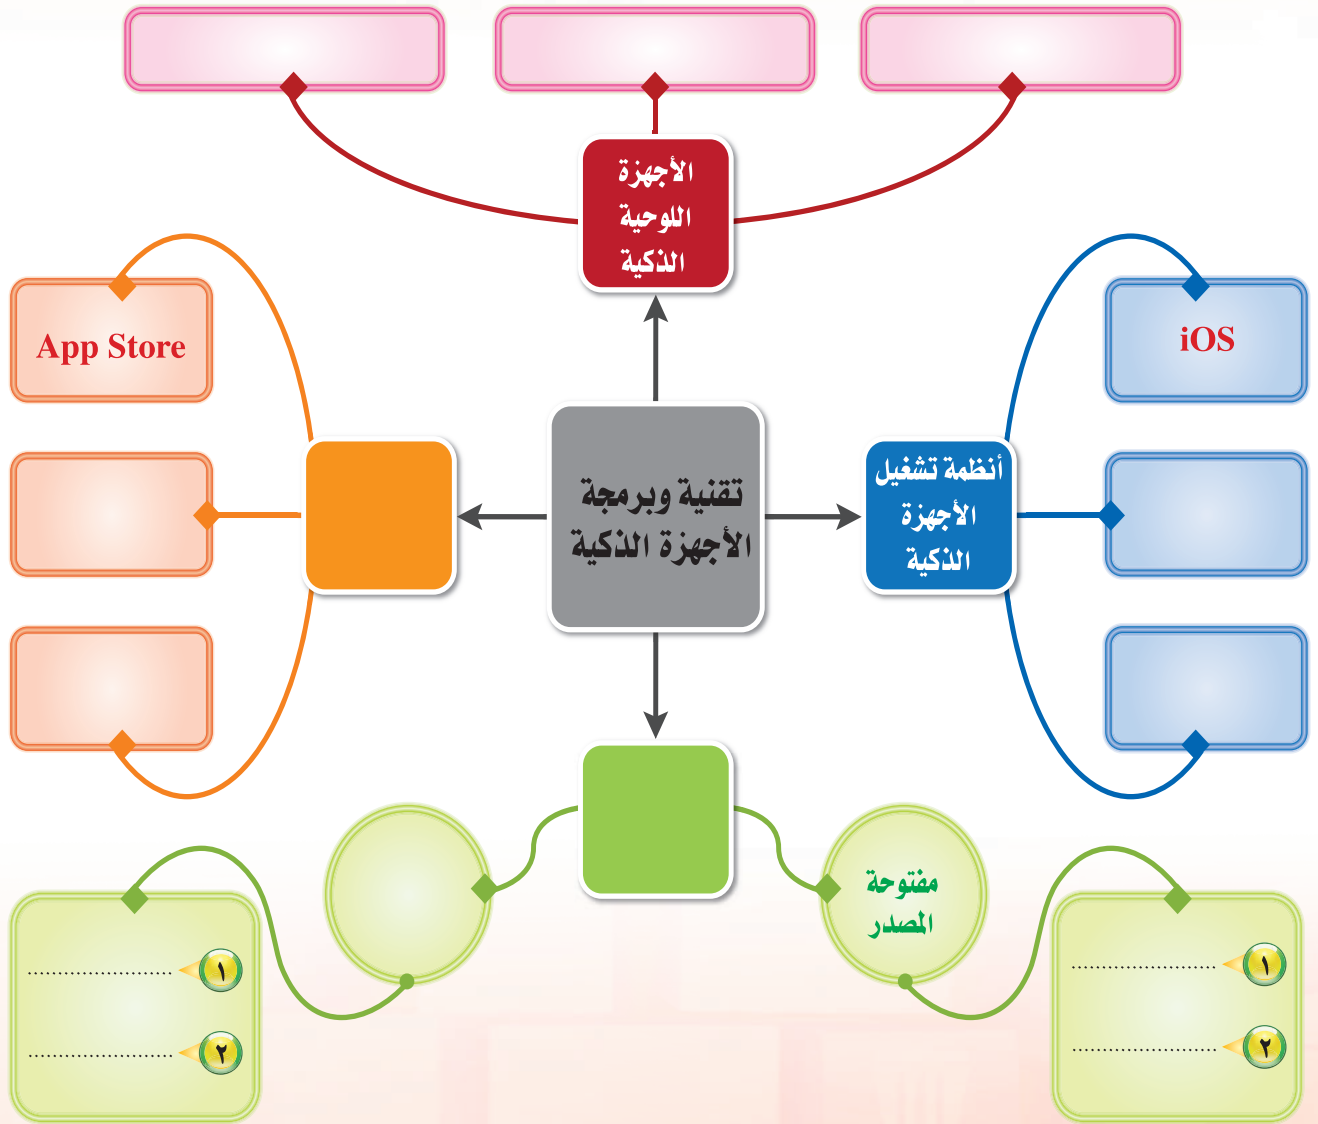 الأجهزة
اللوحية
الذكية
App Store
iOS
أنظمة تشغيل
الأجهزة
الذكية
تقنية وبرمجة
الأجهزة الذكية
مفتوحة
المصدر
١ ........................
٢ ........................
١ ........................
٢ ........................